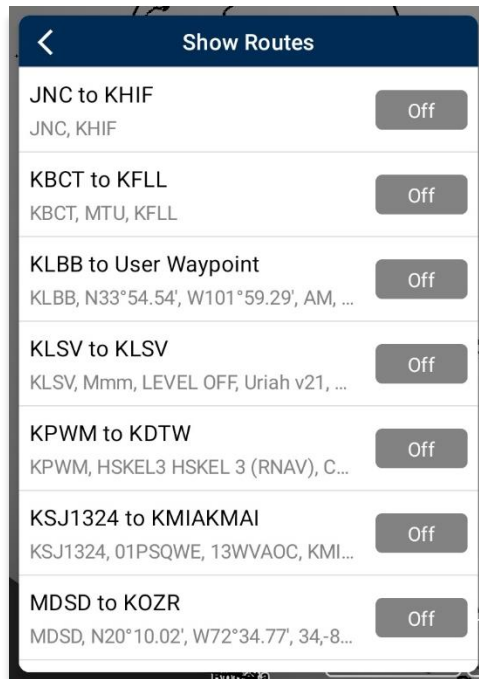 Show Routes
JNC to KHIF
JNC, KHIF
Off
KBCT to KFLL
KBCT, MTU, KFLL
Off
KLBB to User Waypoint
KLBB, N33°54.54', W101°59.29', AM, ...
Off
KLSV to KLSV
KLSV, Mmm, LEVEL OFF, Uriah v21, ...
Off
KPWM to KDTW
KPWM, HSKEL3 HSKEL 3 (RNAV), C...
Off
KSJ1324 to KMIAKMAI
KSJ1324, 01PSQWE, 13WVAOC, KMI...
Off
MDSD to KOZR
MDSD, N20°10.02', W72°34.77', 34,-8...
Off